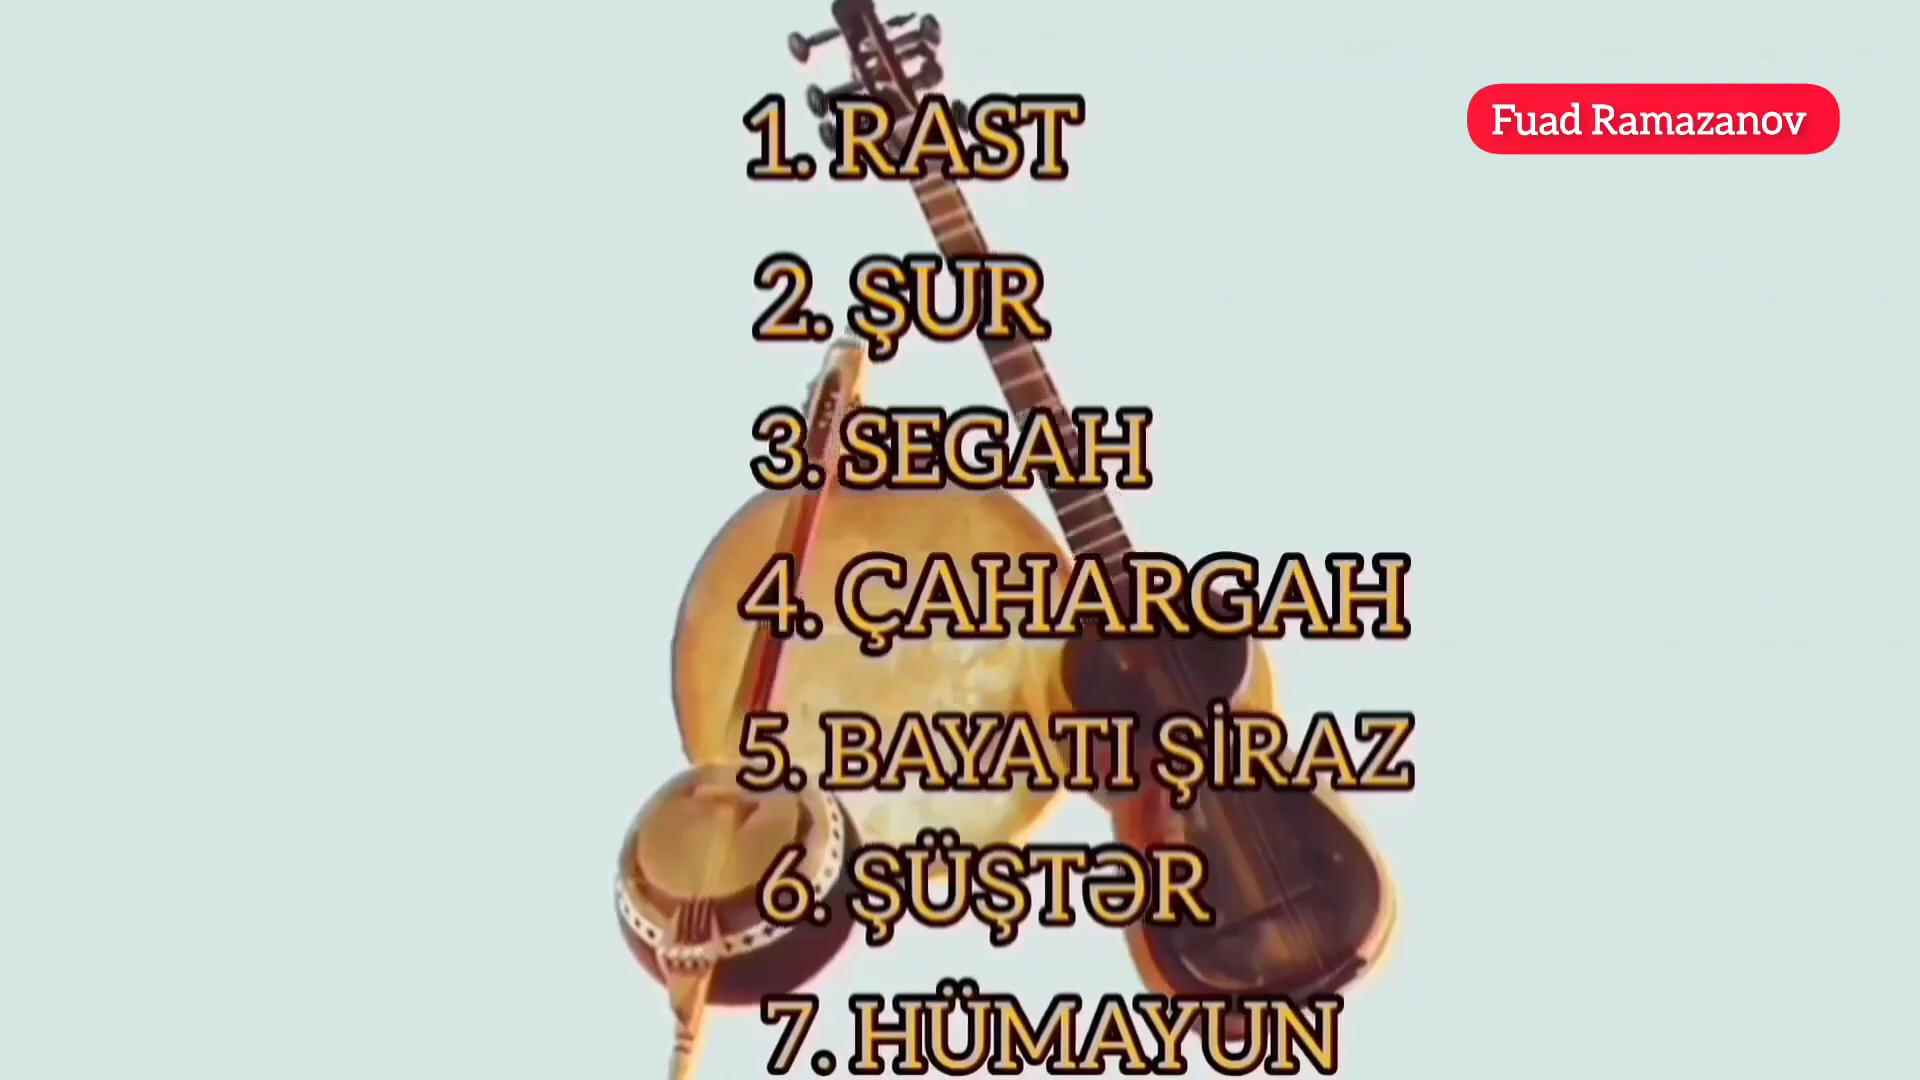 1. RAST
Fuad Ramazanov
2. ŞUR
3. SEGAH
4. ÇAHARGAH
5. BAYATI ŞİRAZ
6. ŞÜŞTƏR
7. HÜMAYUN